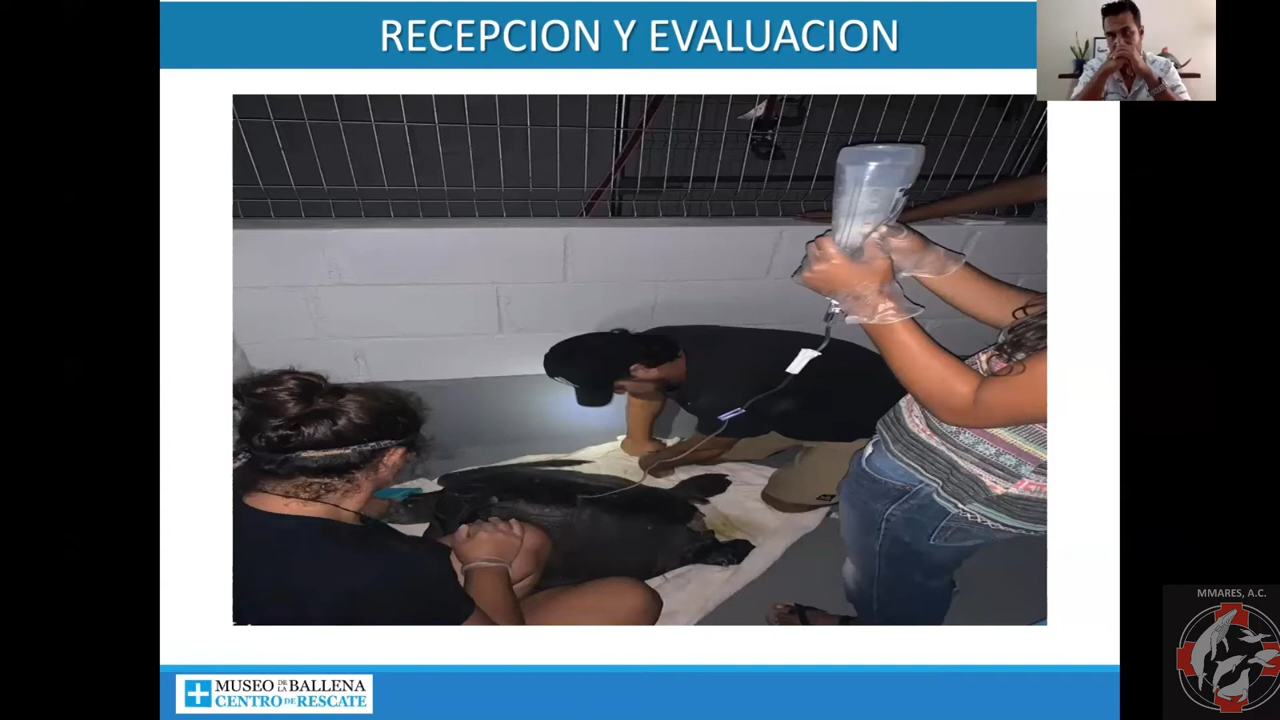 RECEPCION Y EVALUACION
MMARES, A.C.
MUSEO DE LA BALLENA
CENTRO DE RESCATE